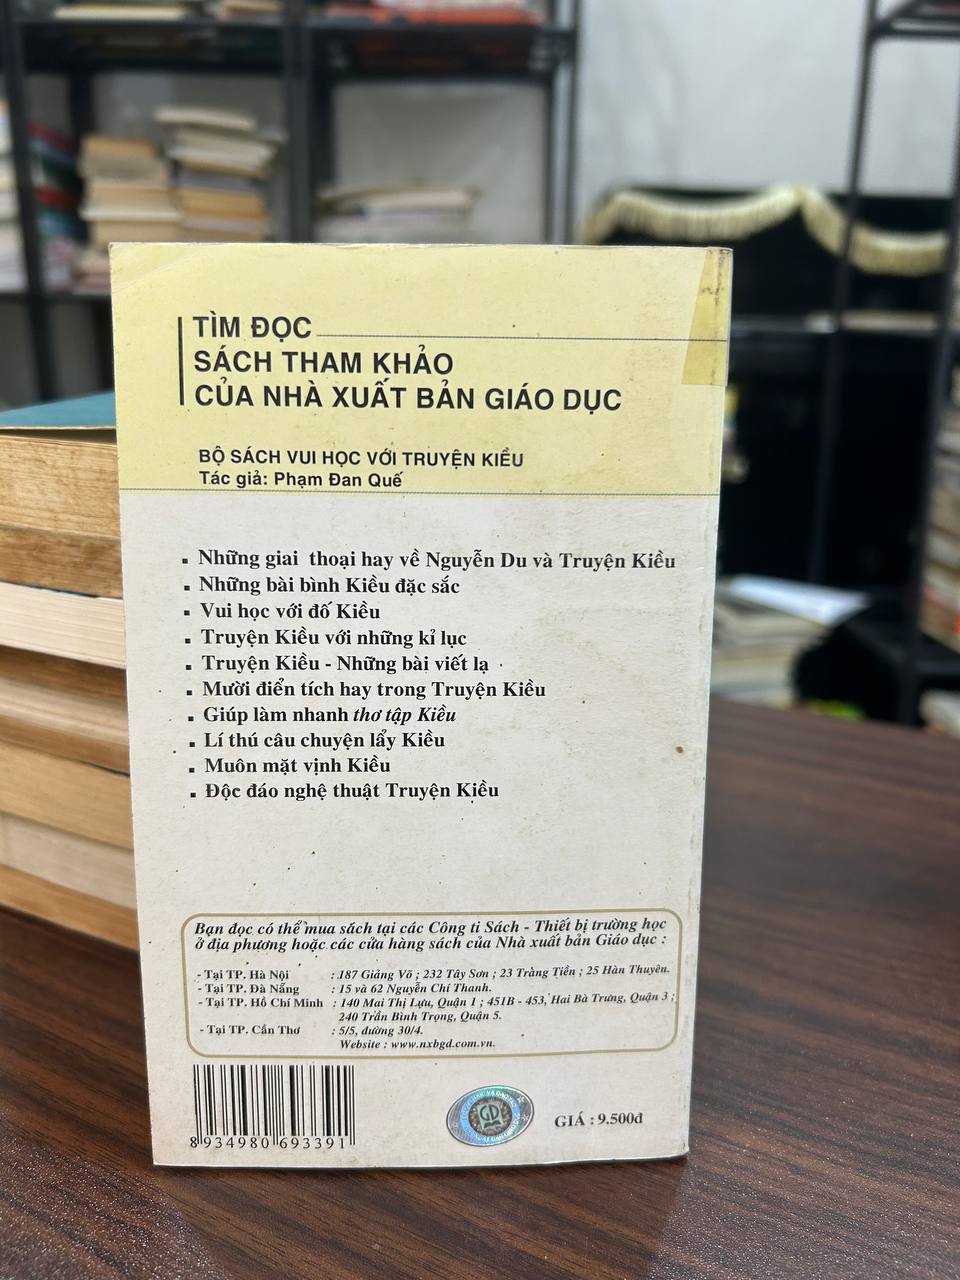 TÌM ĐỌC
SÁCH THAM KHẢO
CỦA NHÀ XUẤT BẢN GIÁO DỤC
BỘ SÁCH VUI HỌC VỚI TRUYỆN KIỀU
Tác giả: Phạm Đan Quế
▪ Những giai thoại hay về Nguyễn Du và Truyện Kiều
▪ Những bài bình Kiều đặc sắc
▪ Vui học với đố Kiều
▪ Truyện Kiều với những kỉ lục
▪ Truyện Kiều - Những bài viết lạ
▪ Mười điển tích hay trong Truyện Kiều
▪ Giúp làm nhanh thơ tập Kiều
▪ Lí thú câu chuyện lẩy Kiều
▪ Muôn mặt vịnh Kiều
▪ Độc đáo nghệ thuật Truyện Kiều
Bạn đọc có thể mua sách tại các Công ti Sách - Thiết bị trường học
ở địa phương hoặc các cửa hàng sách của Nhà xuất bản Giáo dục :
- Tại TP. Hà Nội : 187 Giảng Võ ; 232 Tây Sơn ; 23 Tràng Tiền ; 25 Hàn Thuyên.
- Tại TP. Đà Nẵng : 15 và 62 Nguyễn Chí Thanh.
- Tại TP. Hồ Chí Minh : 140 Mai Thị Lựu, Quận 1 ; 451B - 453, Hai Bà Trưng, Quận 3 ;
240 Trần Bình Trọng, Quận 5.
- Tại TP. Cần Thơ : 5/5, đường 30/4.
Website : www.nxbgd.com.vn.
8 934980 693391
GD
GIÁ : 9.500đ